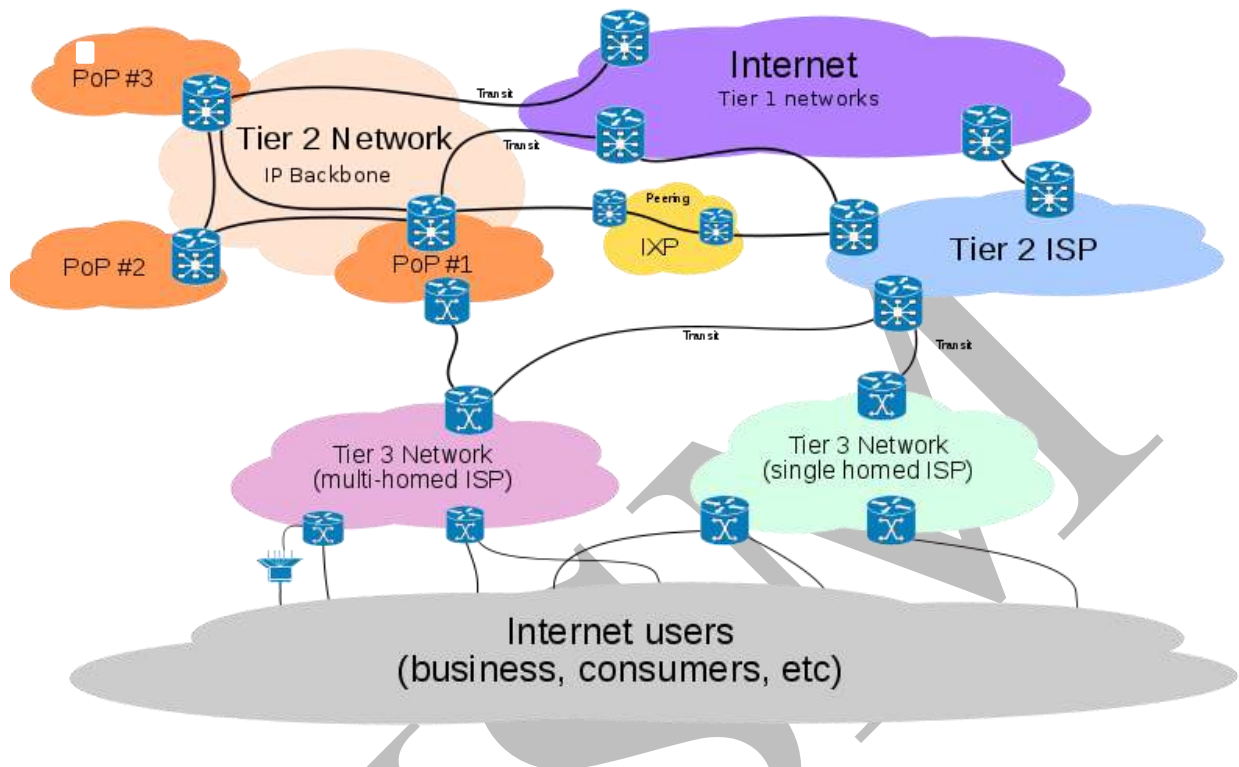 PoP #3
Transit
Internet
Tier 1 networks
Tier 2 Network
IP Backbone
Transit
Peering
IXP
PoP #2
PoP #1
Tier 2 ISP
Transit
Transit
Tier 3 Network
(multi-homed ISP)
Tier 3 Network
(single homed ISP)
Internet users
(business, consumers, etc)